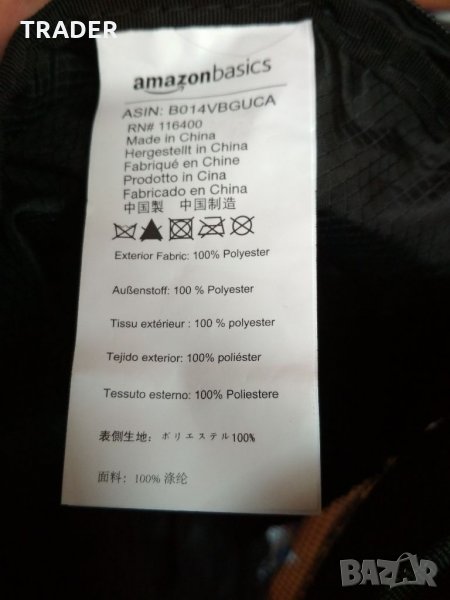 TRADER
amazonbasics
ASIN: B014VBGUCA
RN# 116400
Made in China
Hergestellt in China
Fabriqué en Chine
Prodotto in Cina
Fabricado en China
中国製 中国制造
Exterior Fabric: 100% Polyester
Außenstoff: 100 % Polyester
Tissu extérieur : 100 % polyester
Tejido exterior: 100% poliéster
Tessuto esterno: 100% Poliestere
表側生地: ポリエステル100%
面料: 100% 涤纶
BAZAR